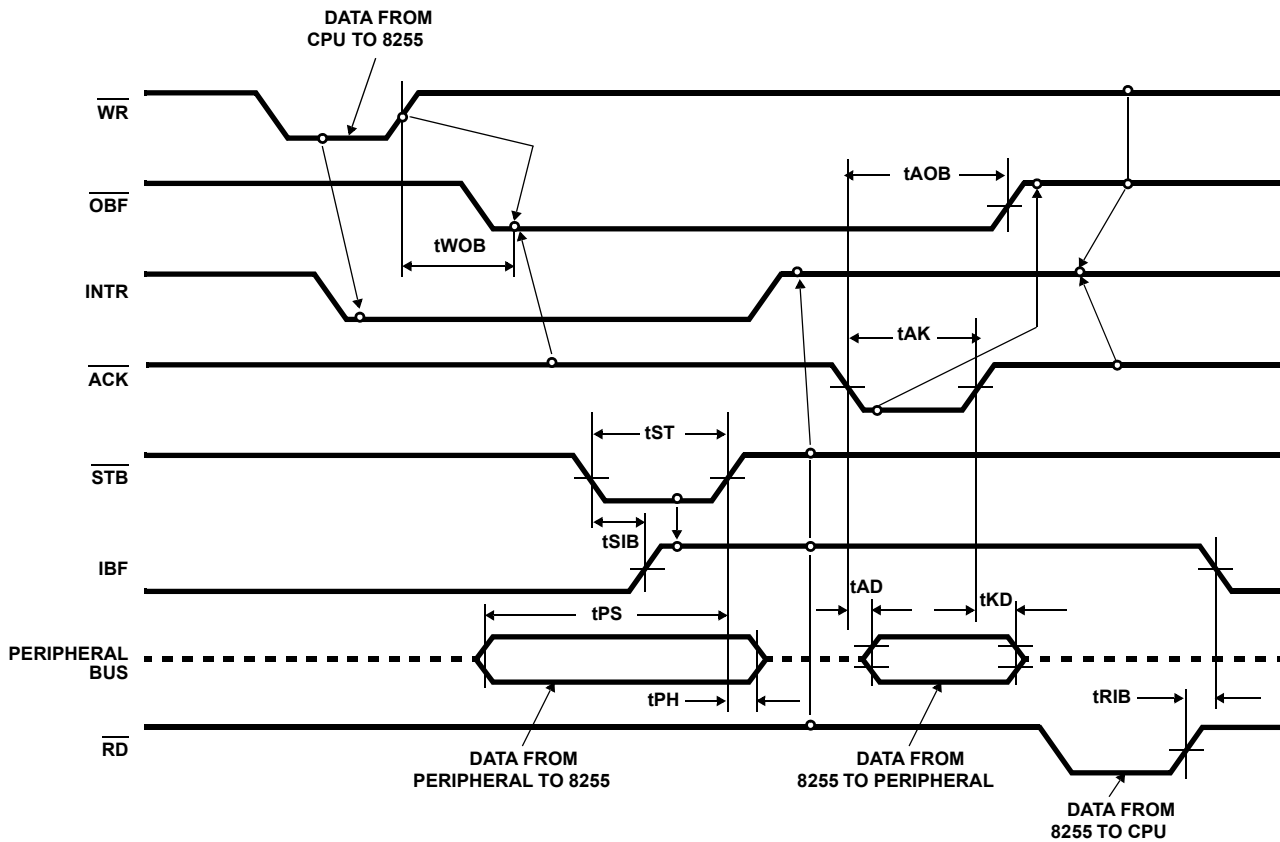 DATA FROM
CPU TO 8255
WR
tAOB
OBF
tWOB
INTR
tAK
ACK
tST
STB
tSIB
IBF
tAD
tKD
tPS
PERIPHERAL
BUS
tPH
tRIB
RD
DATA FROM
PERIPHERAL TO 8255
DATA FROM
8255 TO PERIPHERAL
DATA FROM
8255 TO CPU